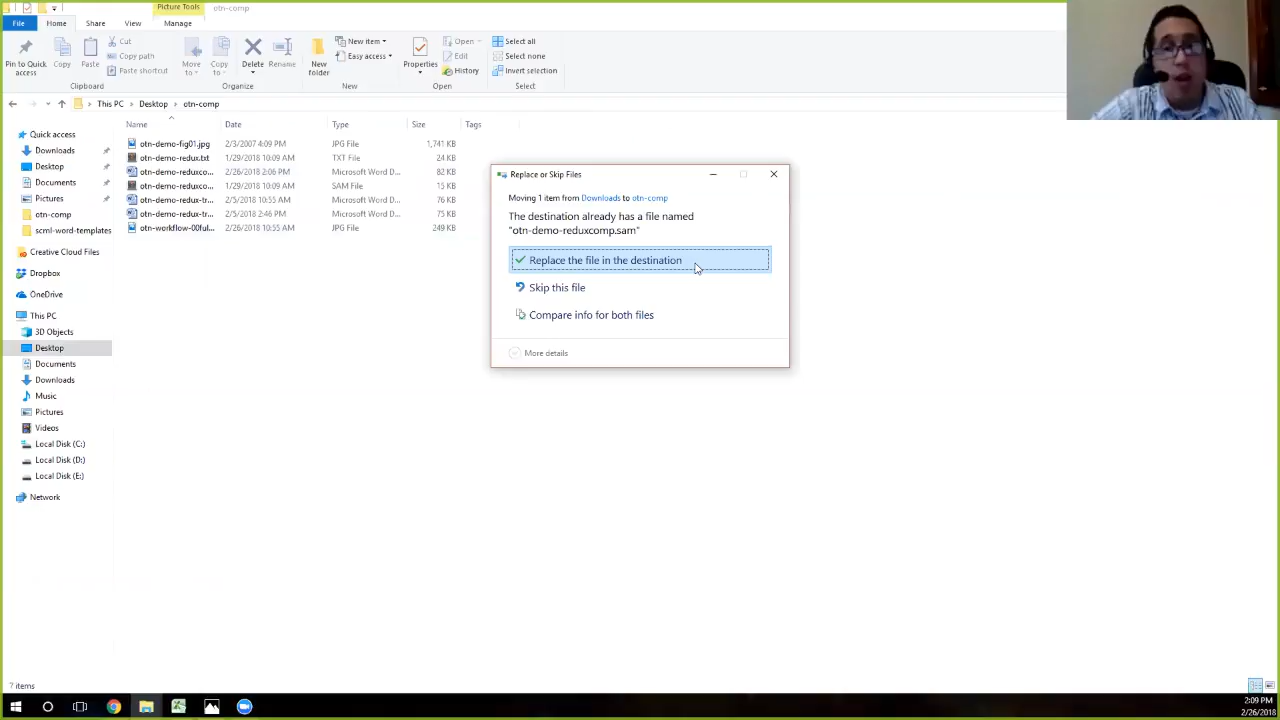 Picture Tools otn-comp
File Home Share View Manage
Pin to Quick access
Copy
Paste
Cut
Copy path
Paste shortcut
Clipboard
Move to
Copy to
Delete
Rename
Organize
New folder
New item
Easy access
New
Properties
Open
Edit
History
Open
Select all
Select none
Invert selection
Select
This PC Desktop otn-comp
Quick access
Downloads
Desktop
Documents
Pictures
otn-comp
scml-word-templates
Creative Cloud Files
Dropbox
OneDrive
This PC
3D Objects
Desktop
Documents
Downloads
Music
Pictures
Videos
Local Disk (C:)
Local Disk (D:)
Local Disk (E:)
Network
Name Date Type Size Tags
otn-demo-fig01.jpg 2/3/2007 4:09 PM JPG File 1,741 KB
otn-demo-redux.txt 1/29/2018 10:09 AM TXT File 24 KB
otn-demo-reduxco... 2/26/2018 2:06 PM Microsoft Word D... 82 KB
otn-demo-reduxco... 1/29/2018 10:09 AM SAM File 15 KB
otn-demo-redux-tr... 2/5/2018 10:55 AM Microsoft Word D... 76 KB
otn-demo-redux-tr... 2/5/2018 2:46 PM Microsoft Word D... 75 KB
otn-workflow-00ful... 2/26/2018 10:55 AM JPG File 249 KB
Replace or Skip Files
Moving 1 item from Downloads to otn-comp
The destination already has a file named
"otn-demo-reduxcomp.sam"
Replace the file in the destination
Skip this file
Compare info for both files
More details
7 items
2:09 PM
2/26/2018